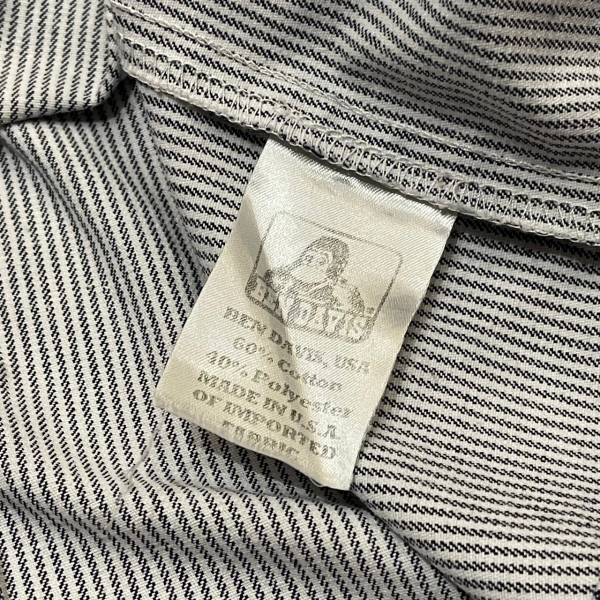 BEN DAVIS
BEN DAVIS, USA
60% Cotton
40% Polyester
MADE IN U.S.A.
OF IMPORTED
FABRIC